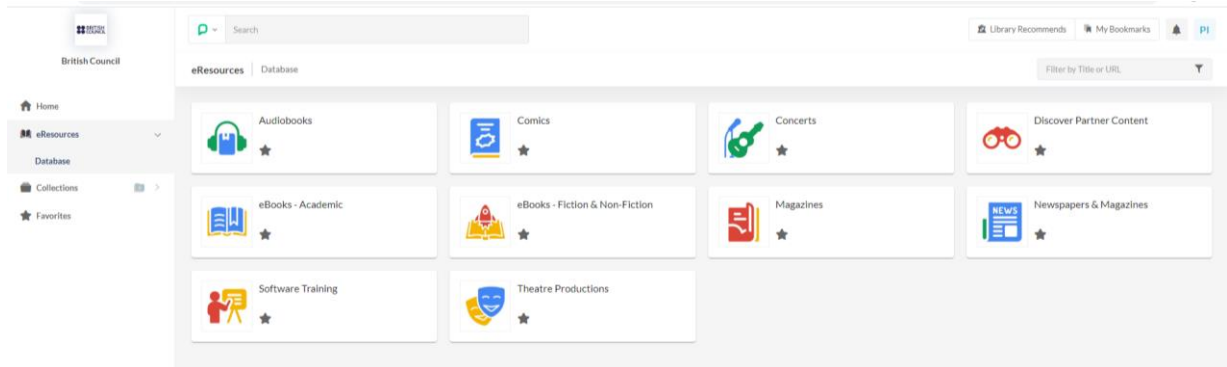 BRITISH
COUNCIL
British Council
Home
eResources
Database
Collections
Favorites
Search
Library Recommends
My Bookmarks
PI
eResources Database
Filter by Title or URL
Audiobooks
Comics
Concerts
Discover Partner Content
eBooks - Academic
eBooks - Fiction & Non-Fiction
Magazines
NEWS
Newspapers & Magazines
Software Training
Theatre Productions